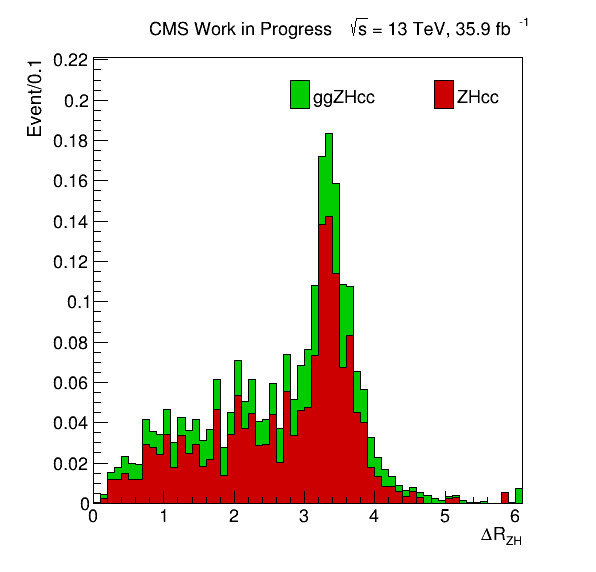 CMS Work in Progress √s = 13 TeV, 35.9 fb⁻¹
Event/0.1
ggZHcc ZHcc
0.22
0.2
0.18
0.16
0.14
0.12
0.1
0.08
0.06
0.04
0.02
0
0 1 2 3 4 5 6
ΔR_ZH